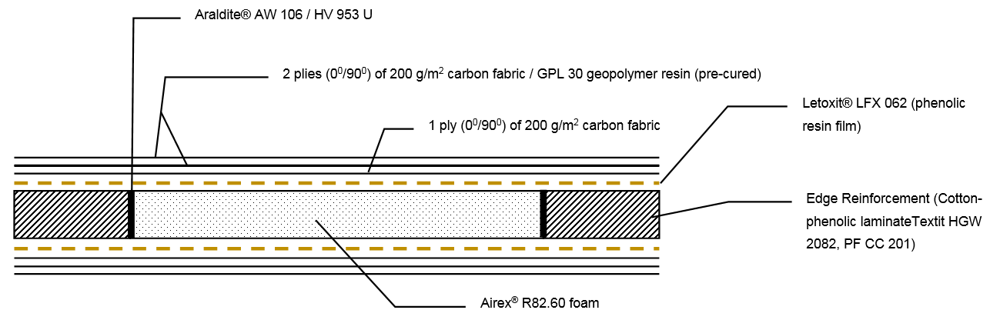 Araldite® AW 106 / HV 953 U
2 plies (0⁰/90⁰) of 200 g/m² carbon fabric / GPL 30 geopolymer resin (pre-cured)
Letoxit® LFX 062 (phenolic
resin film)
1 ply (0⁰/90⁰) of 200 g/m² carbon fabric
Edge Reinforcement (Cotton-
phenolic laminateTextit HGW
2082, PF CC 201)
Airex® R82.60 foam